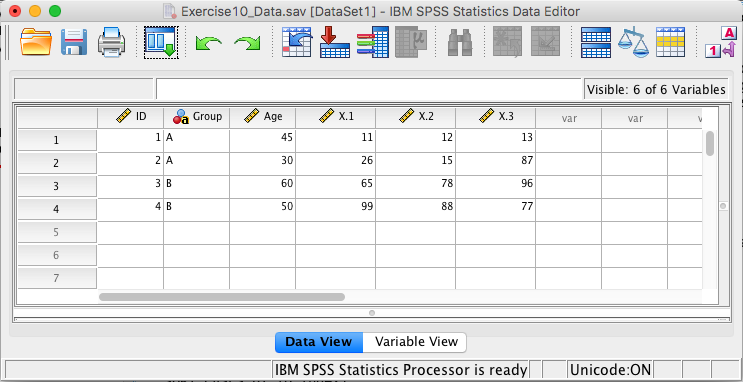 Exercise10_Data.sav [DataSet1] - IBM SPSS Statistics Data Editor
A
1
Visible: 6 of 6 Variables
ID Group Age X.1 X.2 X.3 var var
1 1 A 45 11 12 13
2 2 A 30 26 15 87
3 3 B 60 65 78 96
4 4 B 50 99 88 77
5
6
7
Data View Variable View
IBM SPSS Statistics Processor is ready Unicode:ON